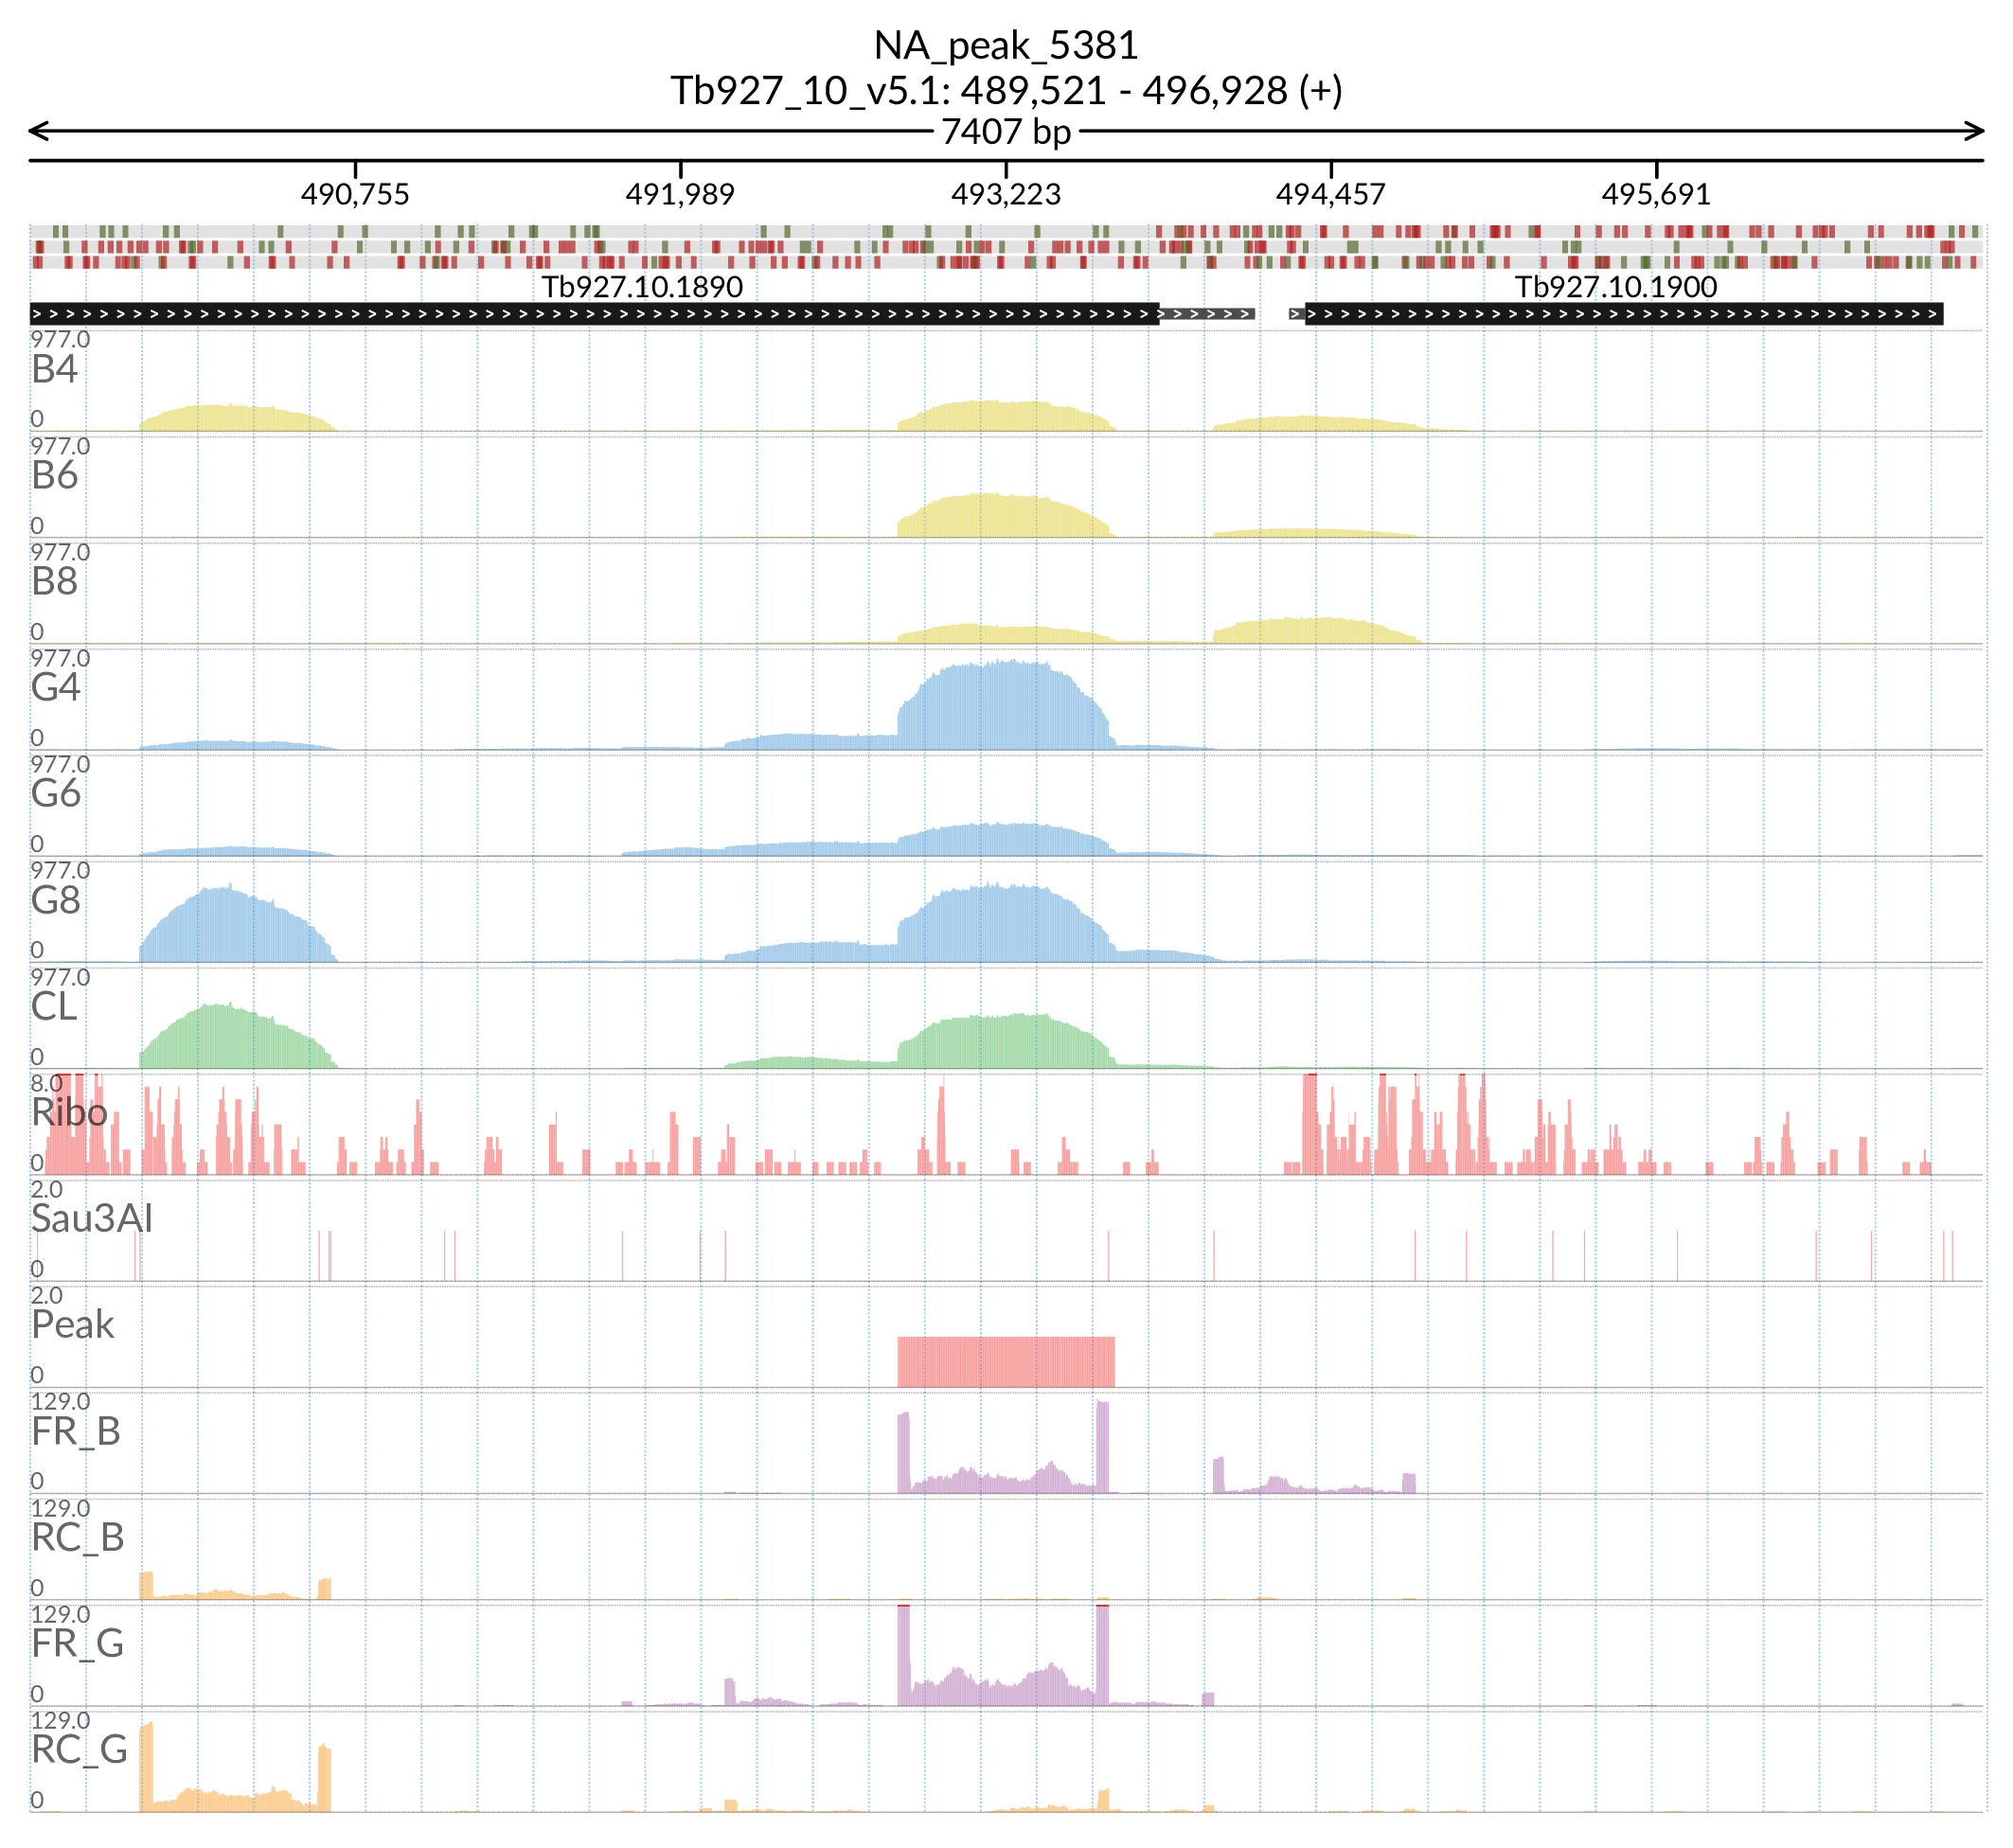 NA_peak_5381
Tb927_10_v5.1: 489,521 - 496,928 (+)
7407 bp
490,755 491,989 493,223 494,457 495,691
Tb927.10.1890 Tb927.10.1900
977.0
B4
0
977.0
B6
0
977.0
B8
0
977.0
G4
0
977.0
G6
0
977.0
G8
0
977.0
CL
0
8.0
Ribo
0
2.0
Sau3AI
0
2.0
Peak
0
129.0
FR_B
0
129.0
RC_B
0
129.0
FR_G
0
129.0
RC_G
0